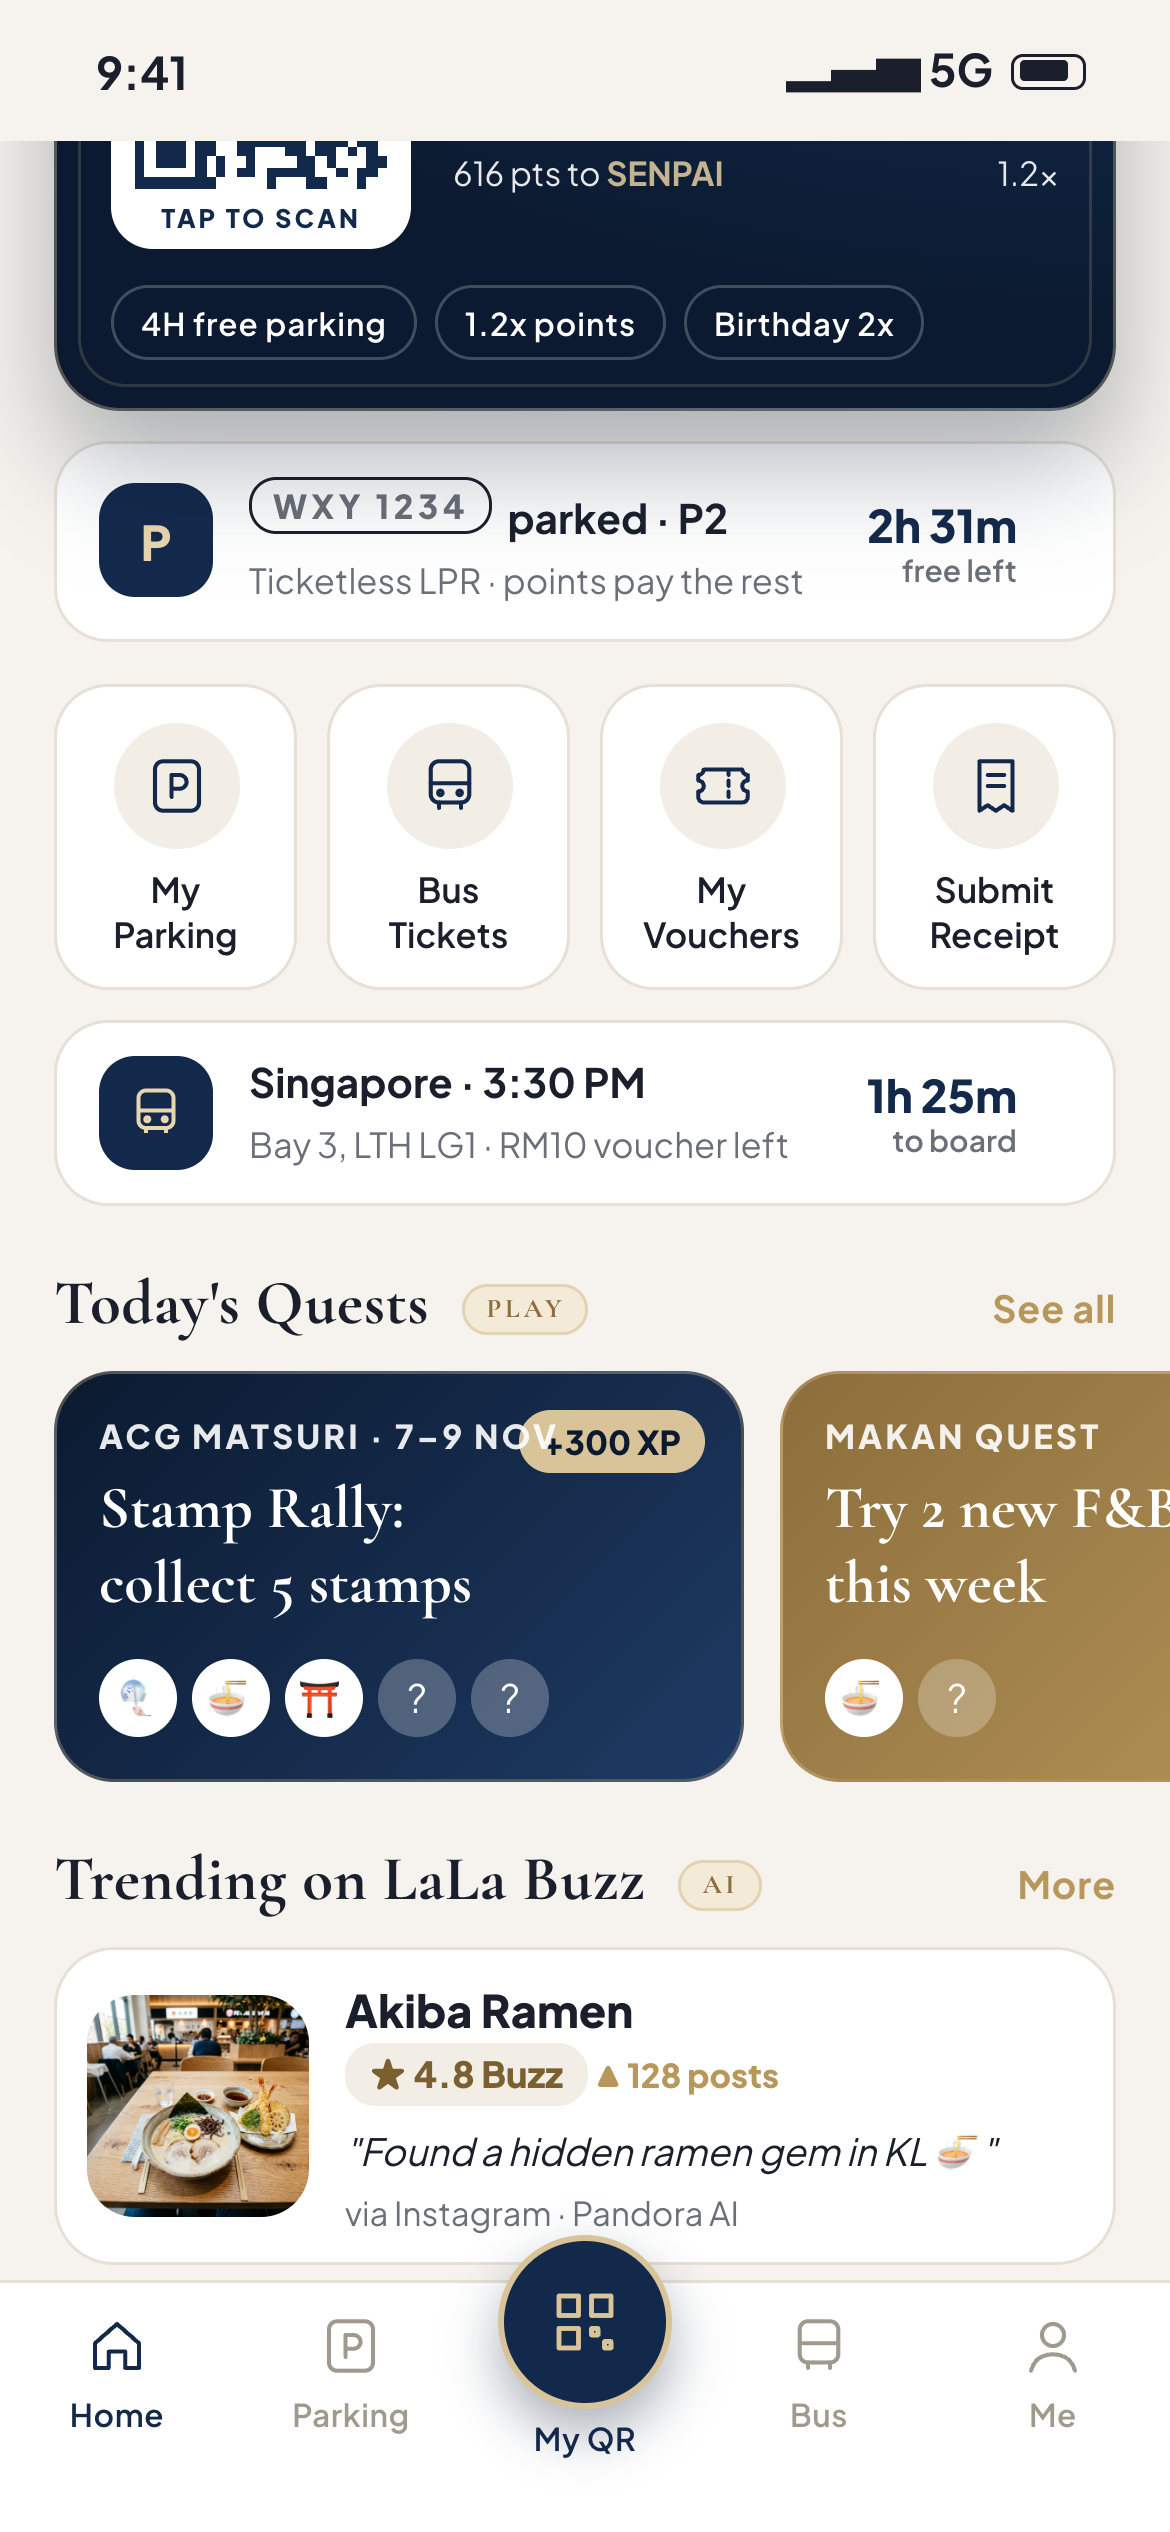 9:41
5G
616 pts to SENPAI
1.2×
TAP TO SCAN
4H free parking
1.2x points
Birthday 2x
P
WXY 1234 parked · P2
Ticketless LPR · points pay the rest
2h 31m
free left
P
My
Parking
Bus
Tickets
My
Vouchers
Submit
Receipt
Singapore · 3:30 PM
Bay 3, LTH LG1 · RM10 voucher left
1h 25m
to board
Today's Quests
PLAY
See all
ACG MATSURI · 7–9 NOV
+300 XP
Stamp Rally:
collect 5 stamps
? ?
MAKAN QUEST
Try 2 new F&B
this week
?
Trending on LaLa Buzz
AI
More
Akiba Ramen
★ 4.8 Buzz ▲ 128 posts
"Found a hidden ramen gem in KL 🍜 "
via Instagram · Pandora AI
Home
P
Parking
My QR
Bus
Me